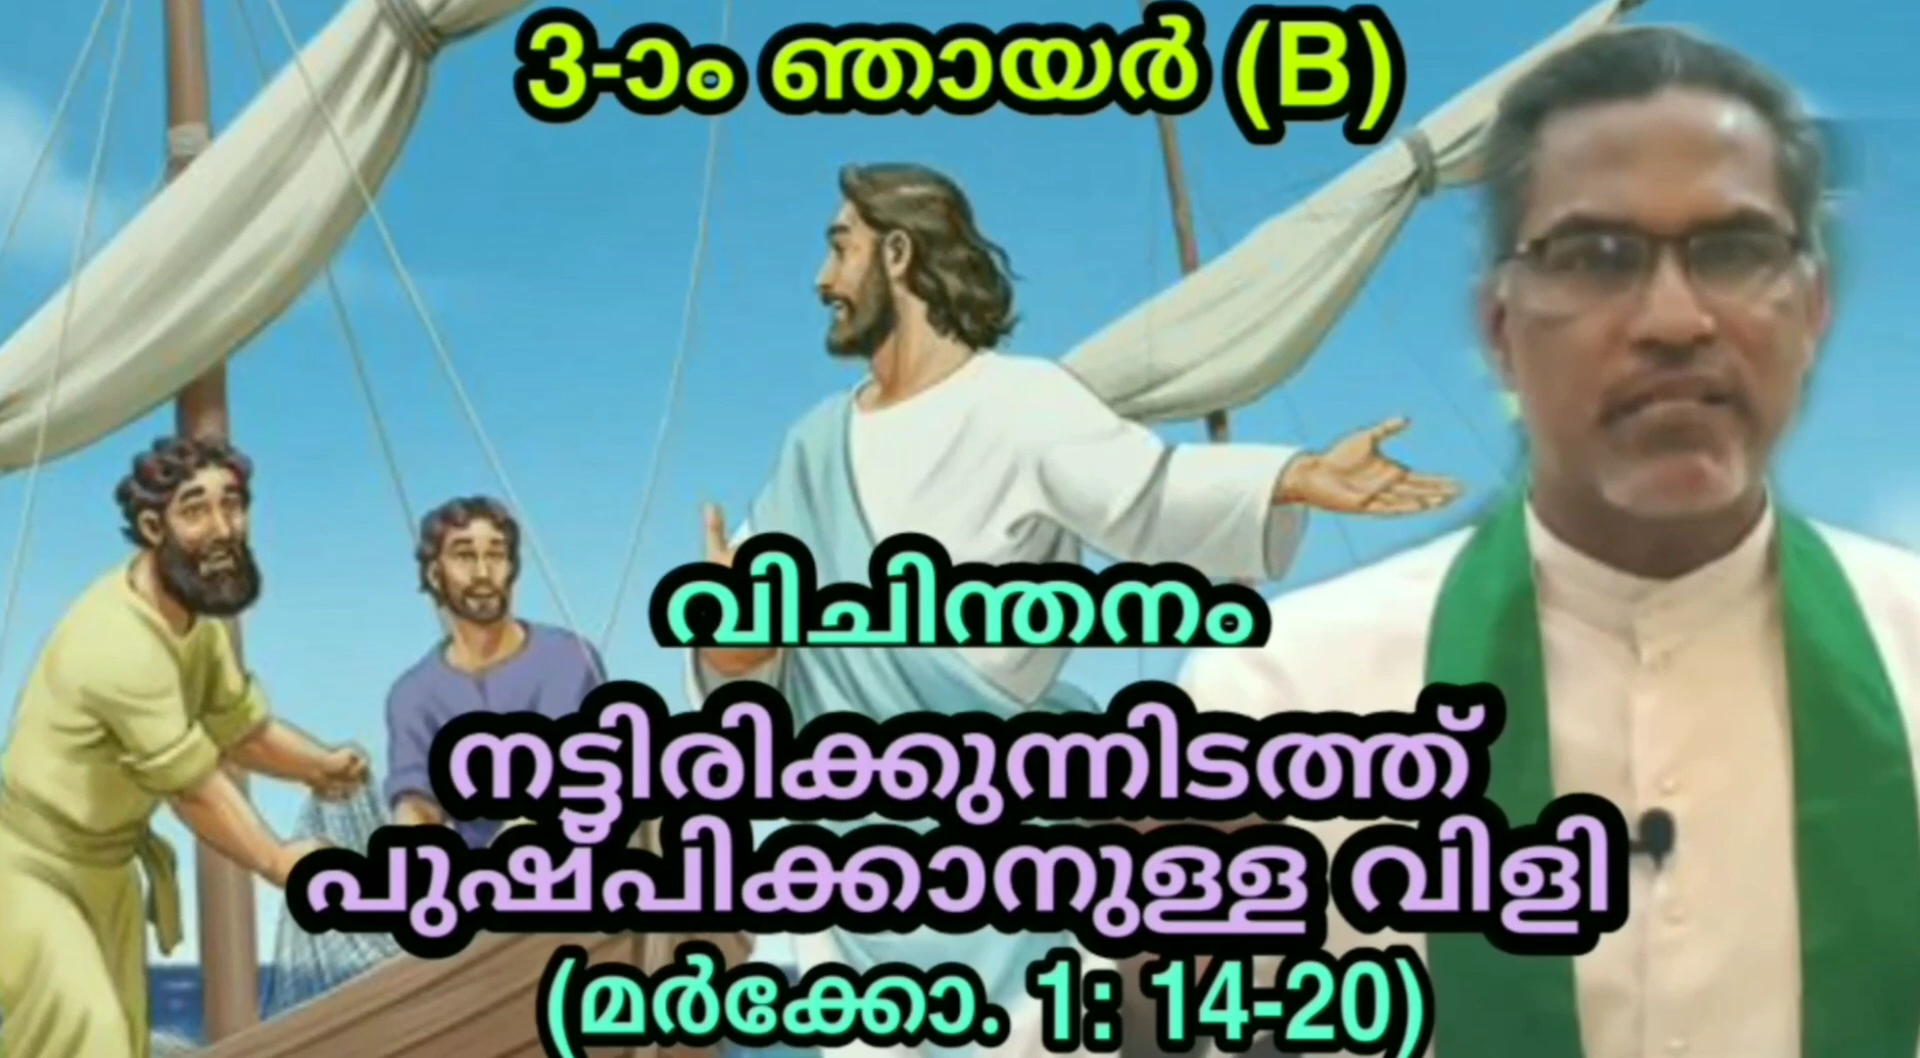 3-ാം ഞായർ (B)
വിചിന്തനം
നട്ടിരിക്കുന്നിടത്ത്
പുഷ്പിക്കാനുള്ള വിളി
(മർക്കോ. 1: 14-20)